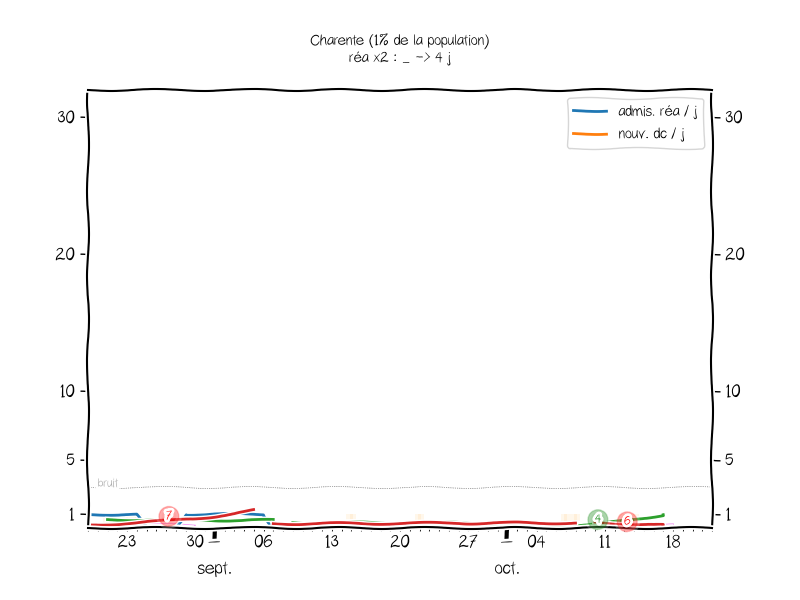 Charente (1% de la population)
réa x2 : _ -> 4 j
admis. réa / j
nouv. dc / j
30
30
20
20
10
10
5
5
bruit
1
7
4
6
1
23 30 06 13 20 27 04 11 18
sept. oct.